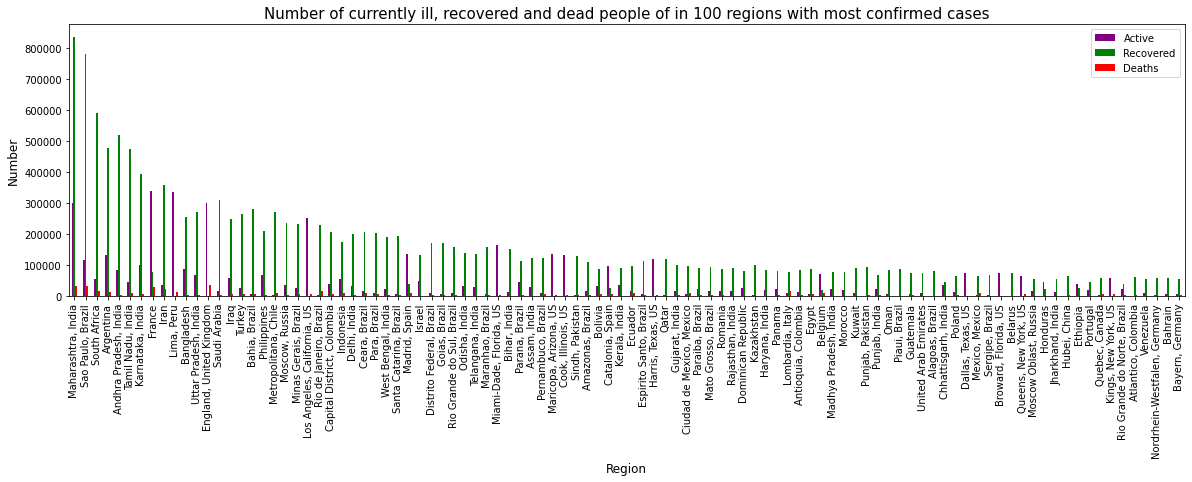 Number of currently ill, recovered and dead people of in 100 regions with most confirmed cases
Active
Recovered
Deaths
Number
800000
700000
600000
500000
400000
300000
200000
100000
0
Maharashtra, India
Sao Paulo, Brazil
South Africa
Argentina
Andhra Pradesh, India
Tamil Nadu, India
Karnataka, India
France
Iran
Lima, Peru
Bangladesh
Uttar Pradesh, India
England, United Kingdom
Saudi Arabia
Iraq
Turkey
Bahia, Brazil
Philippines
Metropolitana, Chile
Moscow, Russia
Minas Gerais, Brazil
Los Angeles, California, US
Rio de Janeiro, Brazil
Capital District, Colombia
Indonesia
Delhi, India
Ceara, Brazil
Para, Brazil
West Bengal, India
Santa Catarina, Brazil
Madrid, Spain
Israel
Distrito Federal, Brazil
Goias, Brazil
Rio Grande do Sul, Brazil
Odisha, India
Telangana, India
Maranhao, Brazil
Miami-Dade, Florida, US
Bihar, India
Parana, Brazil
Assam, India
Pernambuco, Brazil
Maricopa, Arizona, US
Cook, Illinois, US
Sindh, Pakistan
Amazonas, Brazil
Bolivia
Catalonia, Spain
Kerala, India
Ecuador
Espirito Santo, Brazil
Harris, Texas, US
Qatar
Gujarat, India
Ciudad de Mexico, Mexico
Paraiba, Brazil
Mato Grosso, Brazil
Romania
Rajasthan, India
Dominican Republic
Kazakhstan
Haryana, India
Panama
Lombardia, Italy
Antioquia, Colombia
Egypt
Belgium
Madhya Pradesh, India
Morocco
Kuwait
Punjab, Pakistan
Punjab, India
Oman
Piaui, Brazil
Guatemala
United Arab Emirates
Alagoas, Brazil
Chhattisgarh, India
Poland
Dallas, Texas, US
Mexico, Mexico
Sergipe, Brazil
Broward, Florida, US
Belarus
Queens, New York, US
Moscow Oblast, Russia
Honduras
Jharkhand, India
Hubei, China
Ethiopia
Portugal
Quebec, Canada
Kings, New York, US
Rio Grande do Norte, Brazil
Atlantico, Colombia
Venezuela
Nordrhein-Westfalen, Germany
Bahrain
Bayern, Germany
Region